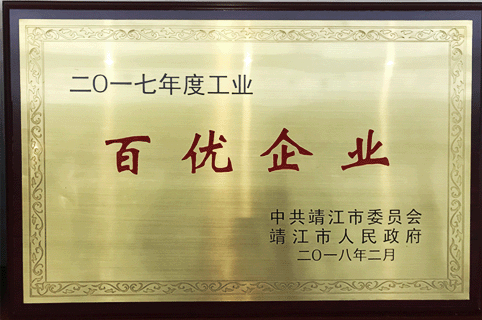 二〇一七年度工业
百优企业
中共靖江市委员会
靖江市人民政府
二〇一八年二月